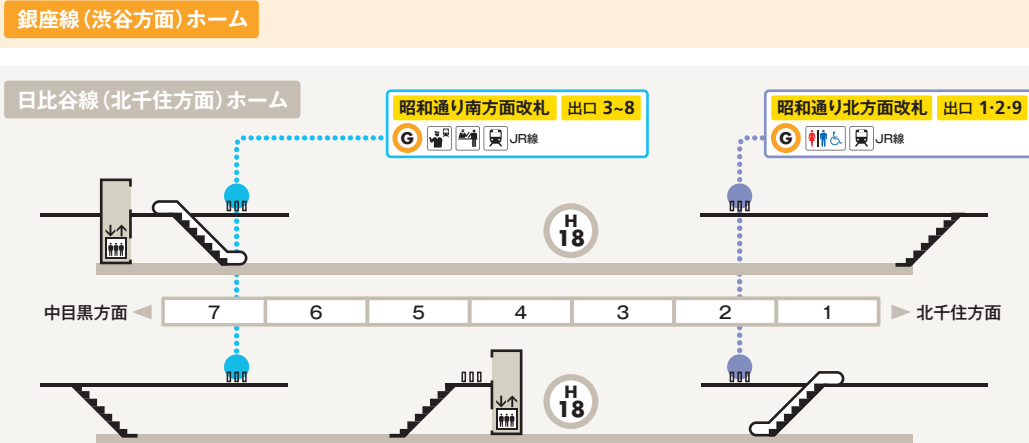 銀座線（渋谷方面）ホーム
日比谷線（北千住方面）ホーム
昭和通り南方面改札 出口 3~8
G JR線
昭和通り北方面改札 出口 1･2･9
G JR線
H
18
中目黒方面 7 6 5 4 3 2 1 北千住方面
H
18